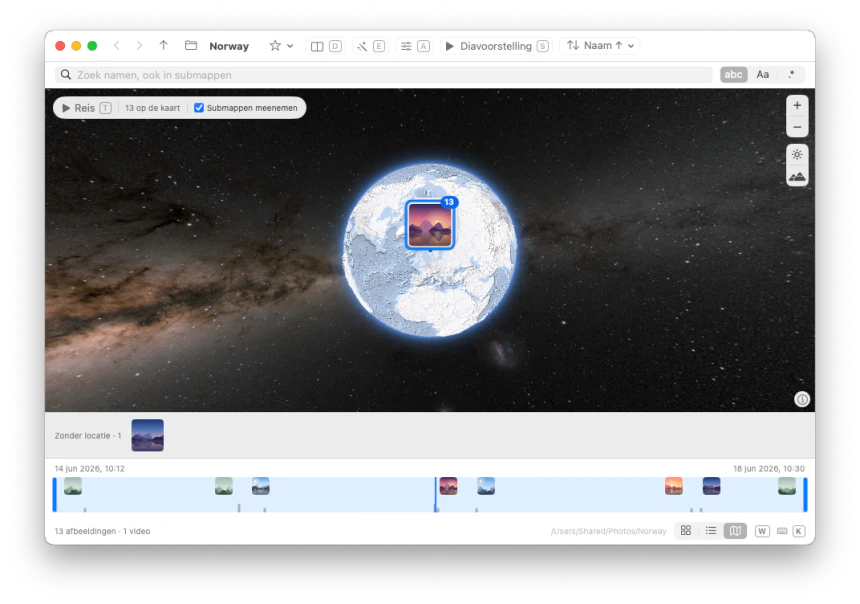 Norway D E A Diavoorstelling S Naam
Zoek namen, ook in submappen abc Aa .*
Reis T 13 op de kaart Submappen meenemen
+
−
13
Zonder locatie · 1
14 jun 2026, 10:12 18 jun 2026, 10:30
13 afbeeldingen · 1 video /Users/Shared/Photos/Norway W K